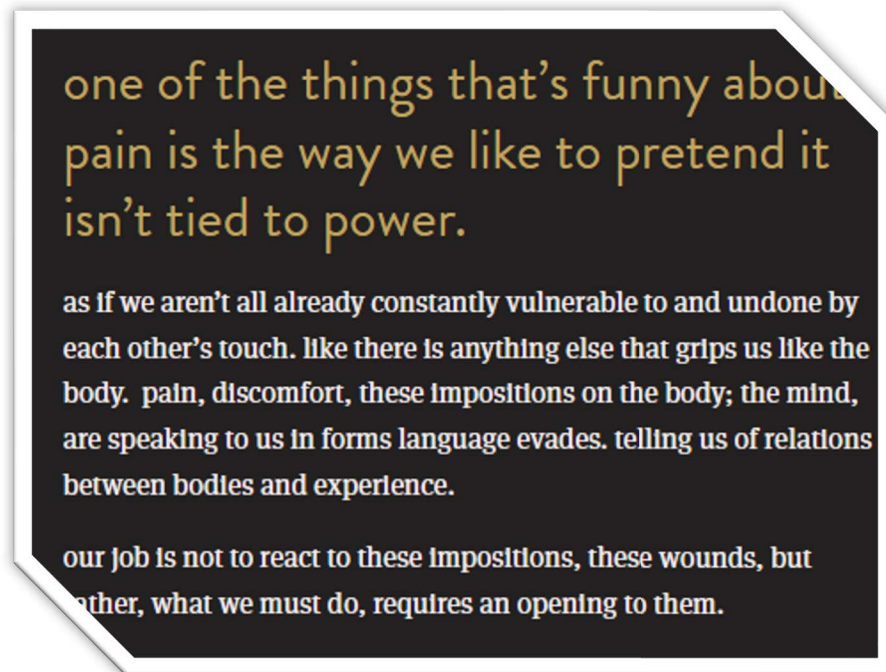 one of the things that's funny about
pain is the way we like to pretend it
isn't tied to power.
as if we aren't all already constantly vulnerable to and undone by
each other's touch. like there is anything else that grips us like the
body.  pain, discomfort, these impositions on the body; the mind,
are speaking to us in forms language evades. telling us of relations
between bodies and experience.
our job is not to react to these impositions, these wounds, but
rather, what we must do, requires an opening to them.